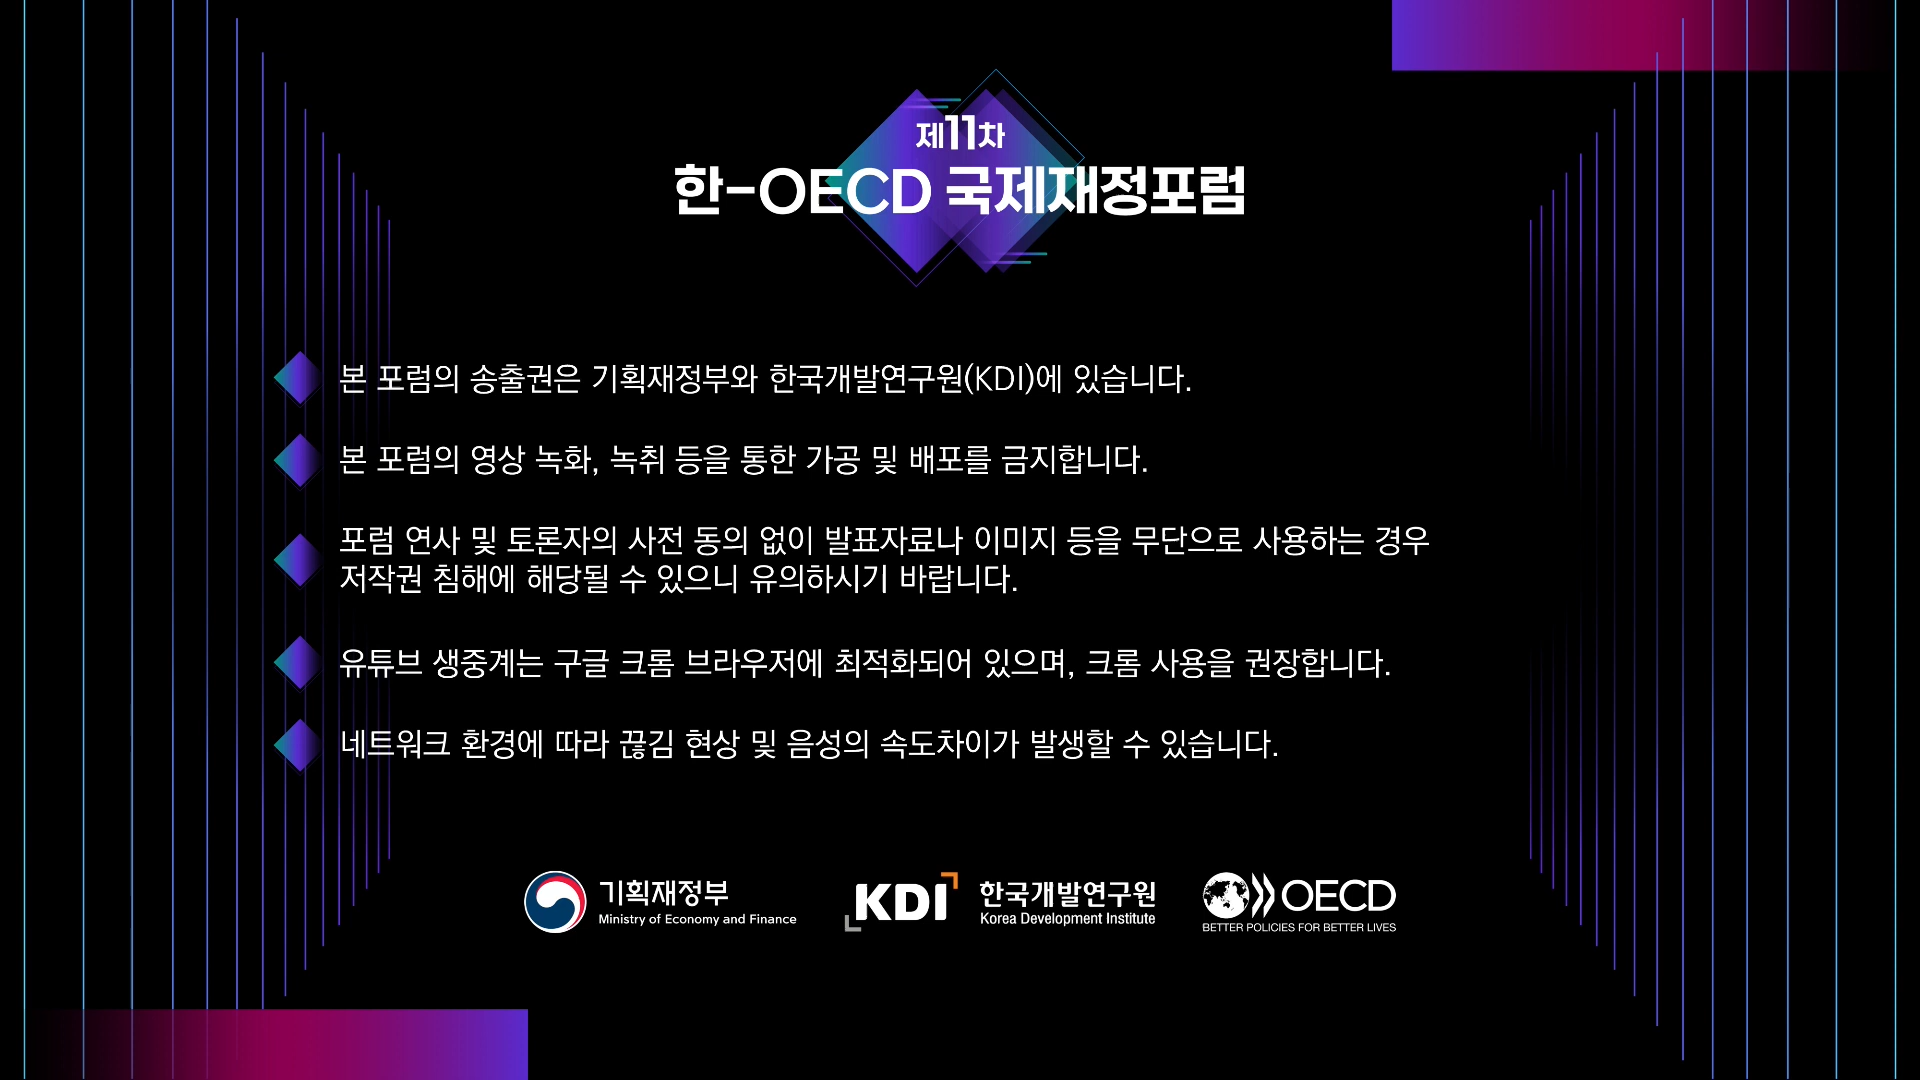 제11차
한-OECD 국제재정포럼
본 포럼의 송출권은 기획재정부와 한국개발연구원(KDI)에 있습니다.
본 포럼의 영상 녹화, 녹취 등을 통한 가공 및 배포를 금지합니다.
포럼 연사 및 토론자의 사전 동의 없이 발표자료나 이미지 등을 무단으로 사용하는 경우
저작권 침해에 해당될 수 있으니 유의하시기 바랍니다.
유튜브 생중계는 구글 크롬 브라우저에 최적화되어 있으며, 크롬 사용을 권장합니다.
네트워크 환경에 따라 끊김 현상 및 음성의 속도차이가 발생할 수 있습니다.
기획재정부
Ministry of Economy and Finance
KDI
한국개발연구원
Korea Development Institute
OECD
BETTER POLICIES FOR BETTER LIVES